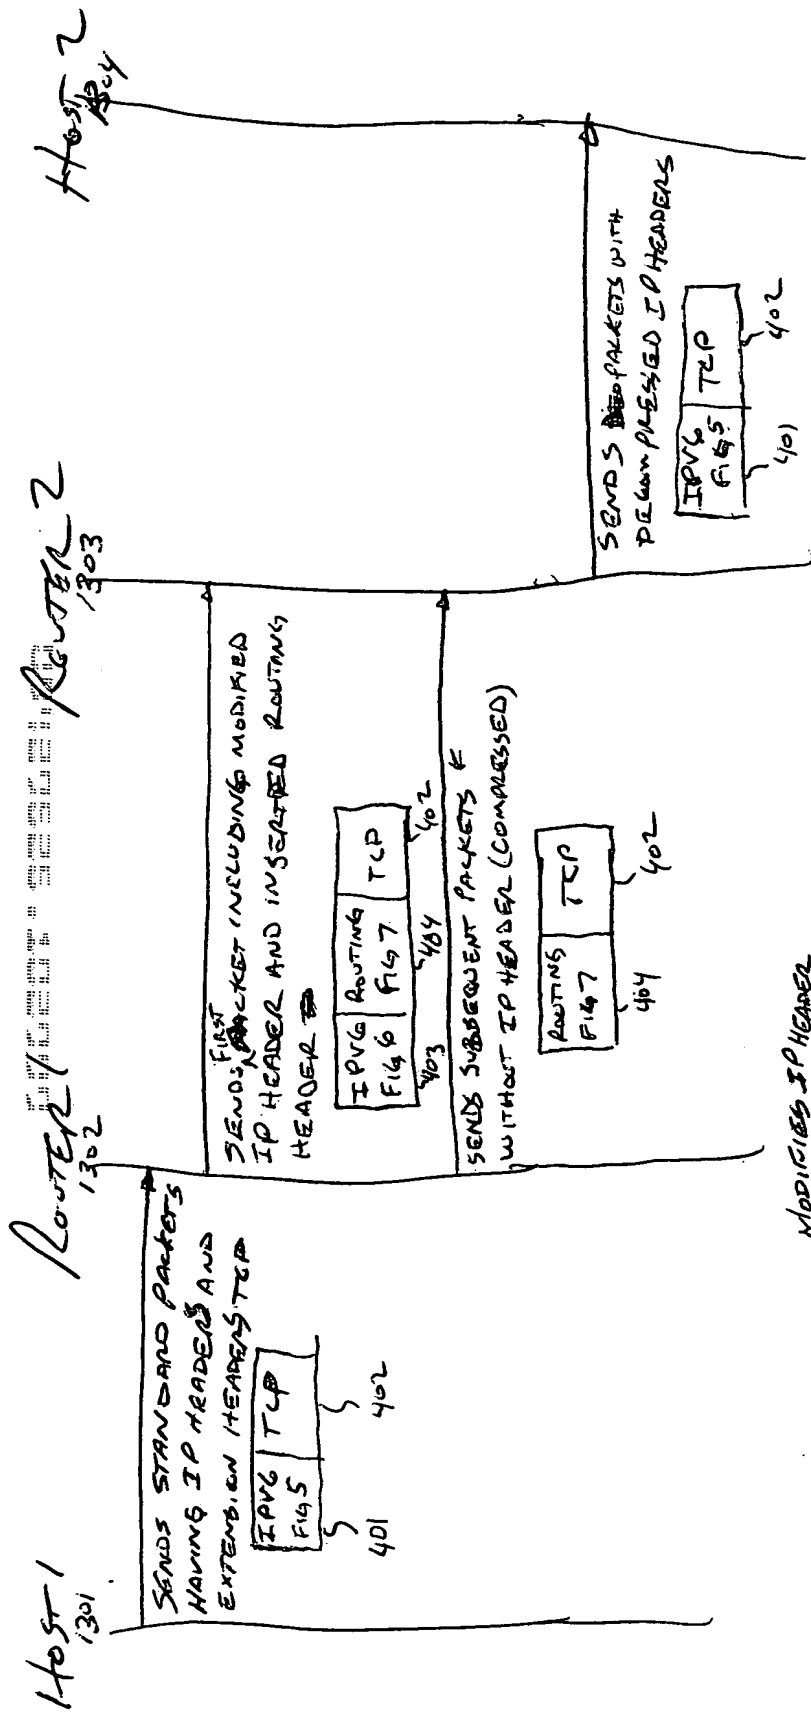 Host 1
1301
Router 1
1302
Router 2
1303
Host 2
1304
SENDS STANDARD PACKETS
HAVING IP HEADERS AND
EXTENSION HEADERS TCP
IPV6 TCP
FIG 5
401 402
SENDS FIRST PACKET INCLUDING MODIFIED
IP HEADER AND INSERTED ROUTING
HEADER
IPV6 ROUTING TCP
FIG 6 FIG 7
403 404 402
SENDS SUBSEQUENT PACKETS
WITHOUT IP HEADER (COMPRESSED)
ROUTING TCP
FIG 7
404 402
SENDS PACKETS WITH
DECOMPRESSED IP HEADERS
IPV6 TCP
FIG 5
401 402
MODIFIES IP HEADER